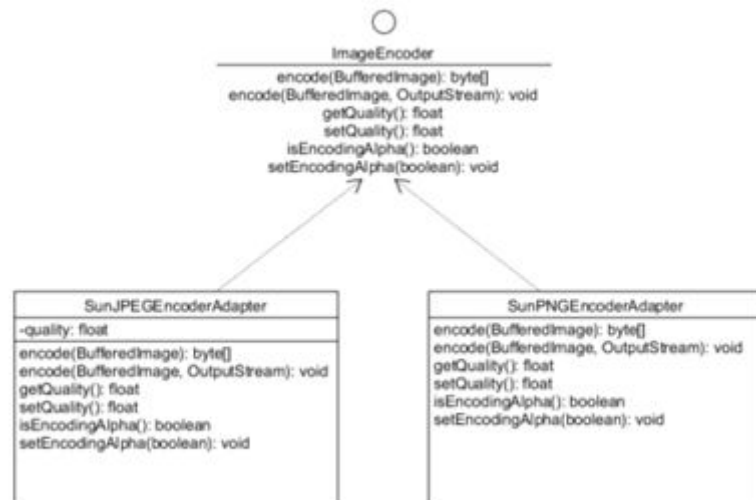 ImageEncoder
encode(BufferedImage): byte[]
encode(BufferedImage, OutputStream): void
getQuality(): float
setQuality(): float
isEncodingAlpha(): boolean
setEncodingAlpha(boolean): void
SunJPEGEncoderAdapter
-quality: float
encode(BufferedImage): byte[]
encode(BufferedImage, OutputStream): void
getQuality(): float
setQuality(): float
isEncodingAlpha(): boolean
setEncodingAlpha(boolean): void
SunPNGEncoderAdapter
encode(BufferedImage): byte[]
encode(BufferedImage, OutputStream): void
getQuality(): float
setQuality(): float
isEncodingAlpha(): boolean
setEncodingAlpha(boolean): void